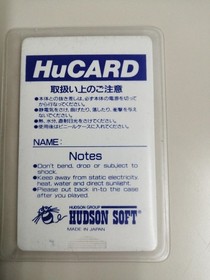 HuCARD
取扱い上のご注意
●本体との抜き差しは、必ず本体の電源を切って
から行なってください。
●静電気をさけ、曲げたり、濡したり、衝撃を与え
ないでください。
●熱、水分、直射日光をさけてください。
●使用後はビニールケースに入れてください。
NAME:
Notes
●Don't bend, drop or subject to
shock.
●Keep away from static electricity
heat, water and direct sunlight.
●Please put back in-to the case
after you played.
HUDSON GROUP
HUDSON SOFT
MADE IN JAPAN